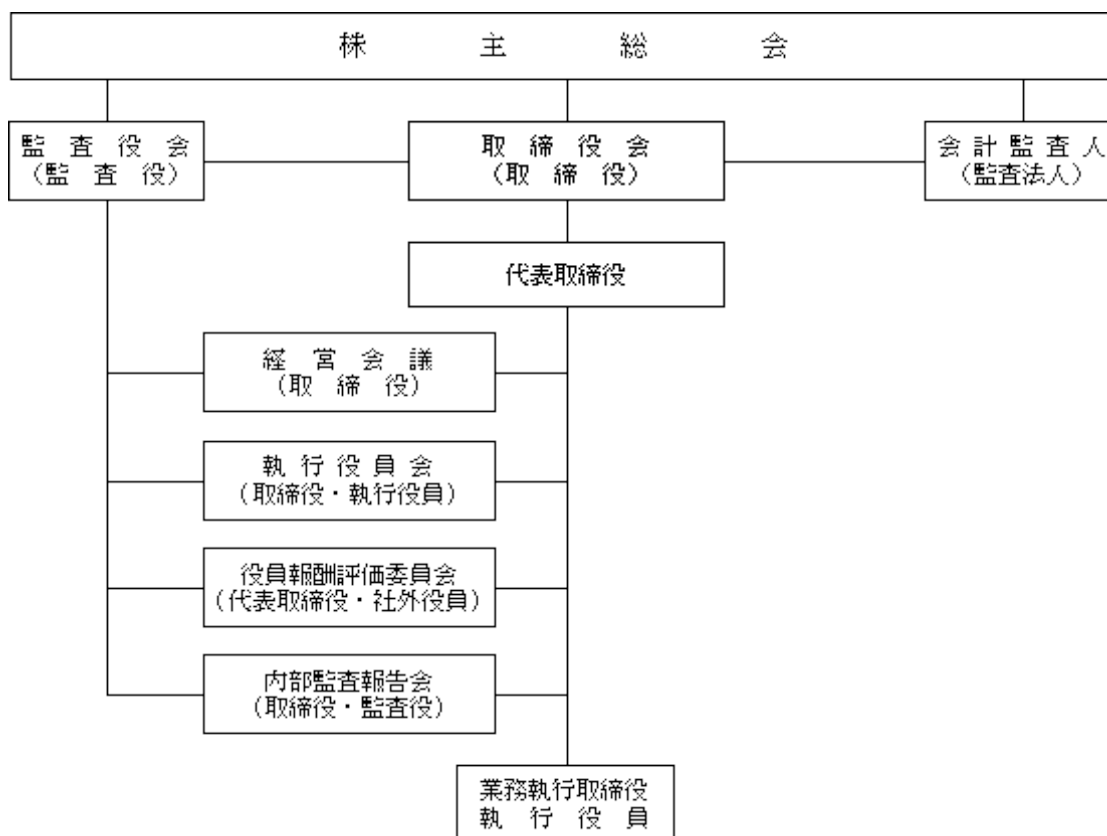 株主総会
監査役会
（監査役）
取締役会
（取締役）
会計監査人
（監査法人）
代表取締役
経営会議
（取締役）
執行役員会
（取締役・執行役員）
役員報酬評価委員会
（代表取締役・社外役員）
内部監査報告会
（取締役・監査役）
業務執行取締役
執行役員